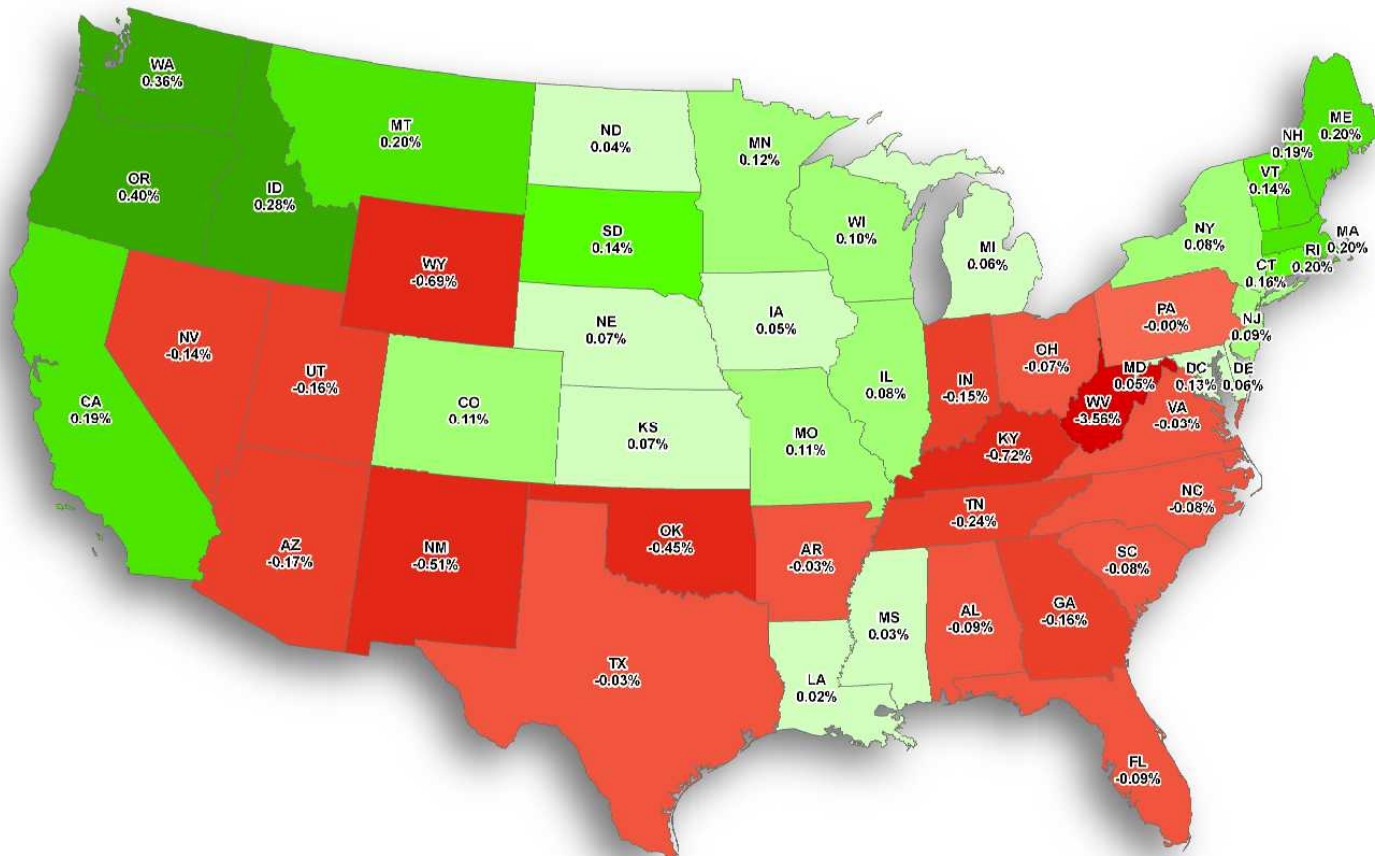 WA
0.36%
MT
0.20%
ND
0.04%
MN
0.12%
ME
0.20%
NH
0.19%
VT
0.14%
OR
0.40%
ID
0.28%
SD
0.14%
WI
0.10%
MI
0.06%
NY
0.08%
MA
0.20%
RI
0.20%
CT
0.16%
WY
-0.69%
IA
0.05%
NE
0.07%
PA
-0.00%
NJ
0.09%
NV
-0.14%
UT
-0.16%
CO
0.11%
IL
0.08%
IN
-0.15%
OH
-0.07%
MD
0.05%
DC
0.13%
DE
0.06%
CA
0.19%
KS
0.07%
MO
0.11%
WV
-3.56%
VA
-0.03%
KY
-0.72%
AZ
-0.17%
NM
-0.51%
OK
-0.45%
AR
-0.03%
TN
-0.24%
NC
-0.08%
SC
-0.08%
MS
0.03%
AL
-0.09%
GA
-0.16%
TX
-0.03%
LA
0.02%
FL
-0.09%